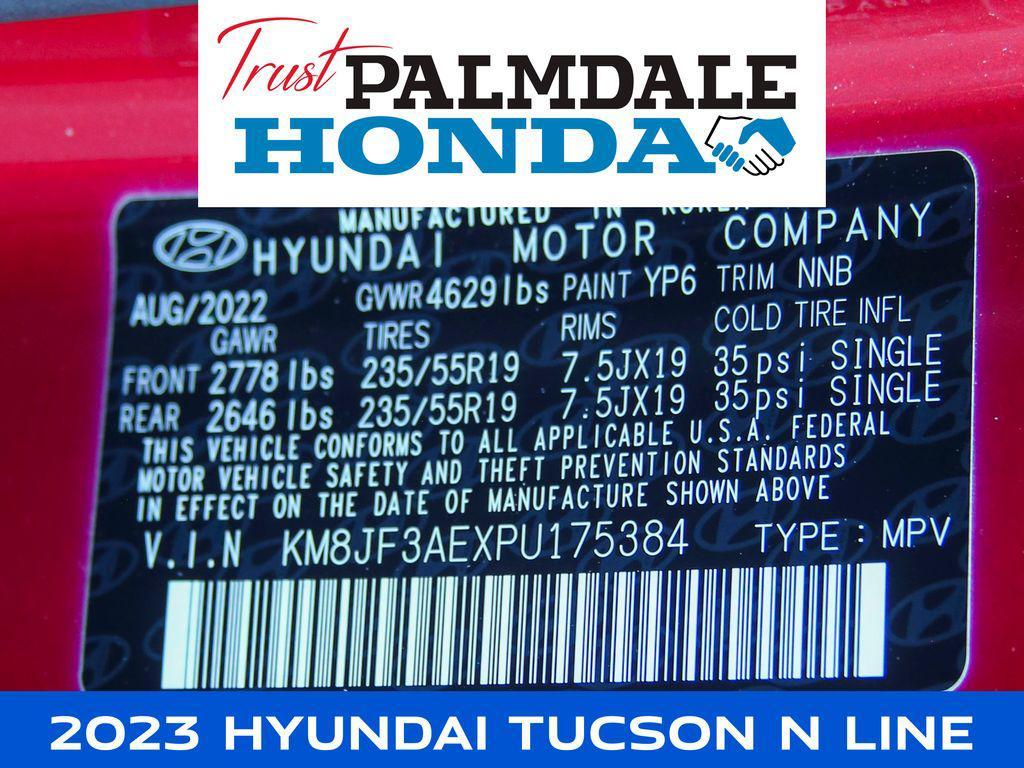 Trust PALMDALE
HONDA
MANUFACTURED IN KOREA
HYUNDAI MOTOR COMPANY
AUG/2022 GVWR 4629lbs PAINT YP6 TRIM NNB
GAWR TIRES RIMS COLD TIRE INFL
FRONT 2778 lbs 235/55R19 7.5JX19 35psi SINGLE
REAR 2646 lbs 235/55R19 7.5JX19 35psi SINGLE
THIS VEHICLE CONFORMS TO ALL APPLICABLE U.S.A. FEDERAL
MOTOR VEHICLE SAFETY AND THEFT PREVENTION STANDARDS
IN EFFECT ON THE DATE OF MANUFACTURE SHOWN ABOVE
V.I.N KM8JF3AEXPU175384 TYPE : MPV
2023 HYUNDAI TUCSON N LINE